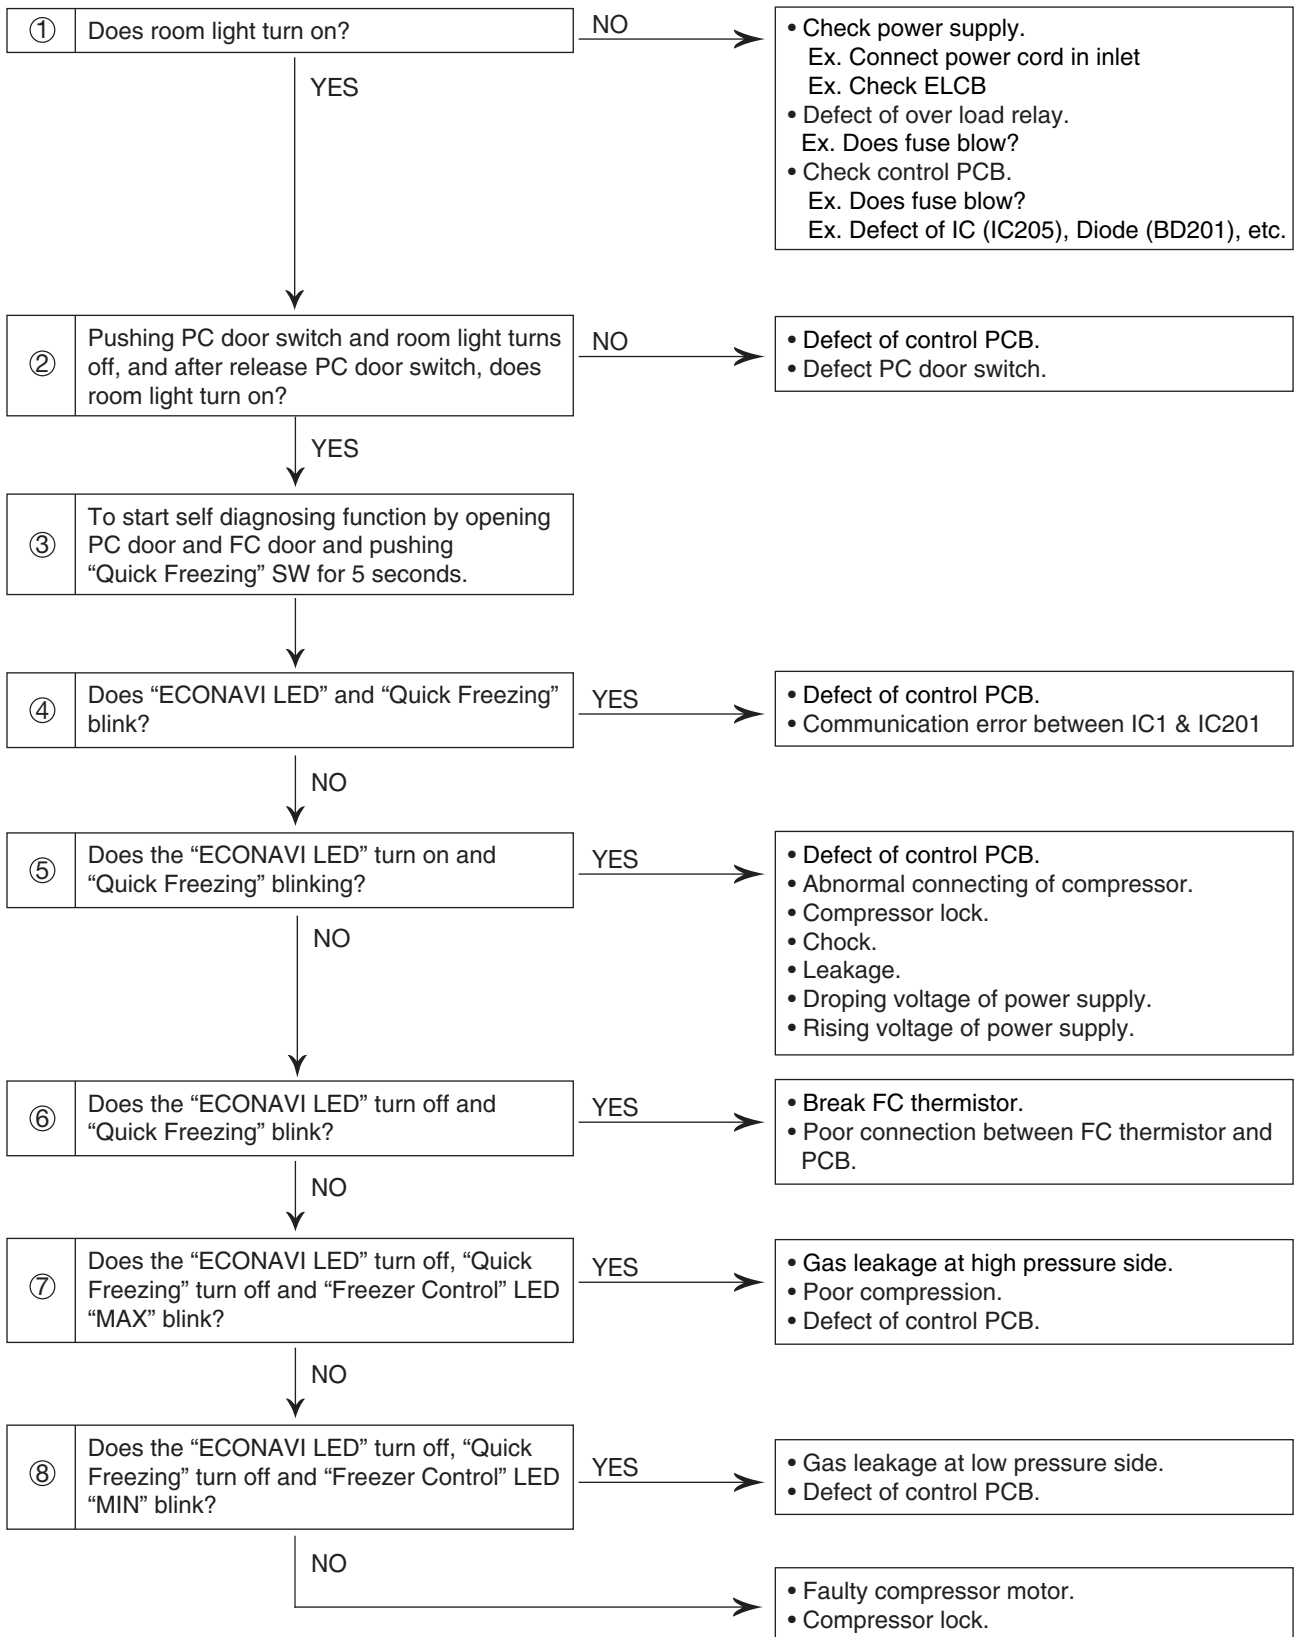 ① Does room light turn on?
NO
• Check power supply.
Ex. Connect power cord in inlet
Ex. Check ELCB
• Defect of over load relay.
Ex. Does fuse blow?
• Check control PCB.
Ex. Does fuse blow?
Ex. Defect of IC (IC205), Diode (BD201), etc.
YES
② Pushing PC door switch and room light turns
off, and after release PC door switch, does
room light turn on?
NO
• Defect of control PCB.
• Defect PC door switch.
YES
③ To start self diagnosing function by opening
PC door and FC door and pushing
“Quick Freezing” SW for 5 seconds.
④ Does “ECONAVI LED” and “Quick Freezing”
blink?
YES
• Defect of control PCB.
• Communication error between IC1 & IC201
NO
⑤ Does the “ECONAVI LED” turn on and
“Quick Freezing” blinking?
YES
• Defect of control PCB.
• Abnormal connecting of compressor.
• Compressor lock.
• Chock.
• Leakage.
• Droping voltage of power supply.
• Rising voltage of power supply.
NO
⑥ Does the “ECONAVI LED” turn off and
“Quick Freezing” blink?
YES
• Break FC thermistor.
• Poor connection between FC thermistor and
PCB.
NO
⑦ Does the “ECONAVI LED” turn off, “Quick
Freezing” turn off and “Freezer Control” LED
“MAX” blink?
YES
• Gas leakage at high pressure side.
• Poor compression.
• Defect of control PCB.
NO
⑧ Does the “ECONAVI LED” turn off, “Quick
Freezing” turn off and “Freezer Control” LED
“MIN” blink?
YES
• Gas leakage at low pressure side.
• Defect of control PCB.
NO
• Faulty compressor motor.
• Compressor lock.